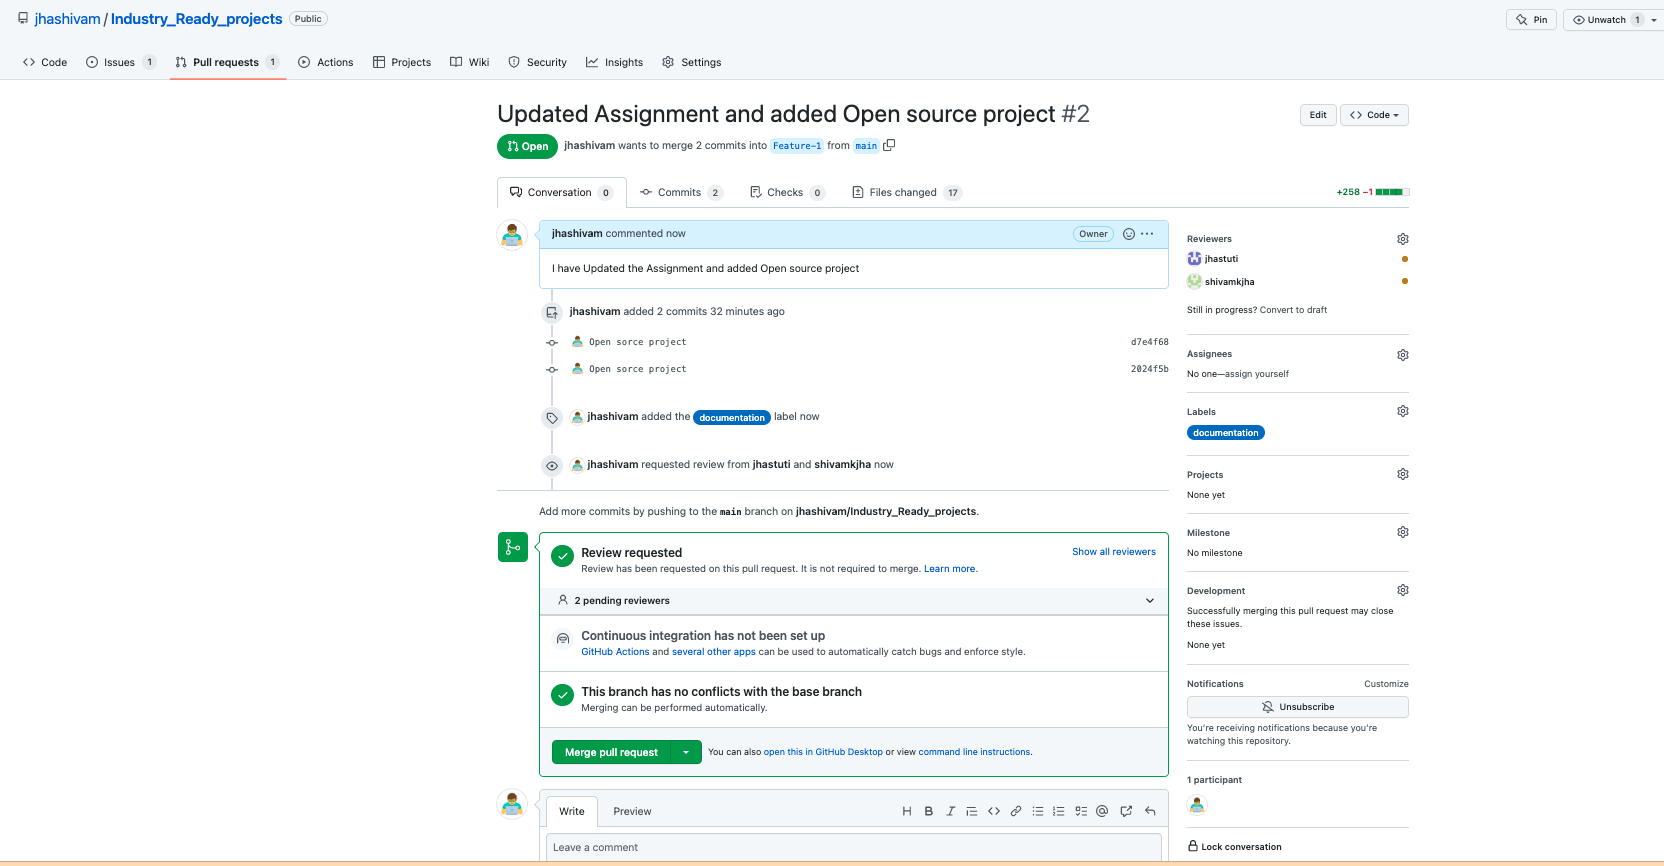 jhashivam / Industry_Ready_projects Public
Pin Unwatch 1
Code Issues 1 Pull requests 1 Actions Projects Wiki Security Insights Settings
Updated Assignment and added Open source project #2
Edit Code
Open jhashivam wants to merge 2 commits into Feature-1 from main
Conversation 0 Commits 2 Checks 0 Files changed 17
+258 −1
jhashivam commented now Owner
I have Updated the Assignment and added Open source project
jhashivam added 2 commits 32 minutes ago
Open sorce project d7e4f68
Open sorce project 2024f5b
jhashivam added the documentation label now
jhashivam requested review from jhastuti and shivamkjha now
Add more commits by pushing to the main branch on jhashivam/Industry_Ready_projects.
Review requested
Show all reviewers
Review has been requested on this pull request. It is not required to merge. Learn more.
2 pending reviewers
Continuous integration has not been set up
GitHub Actions and several other apps can be used to automatically catch bugs and enforce style.
This branch has no conflicts with the base branch
Merging can be performed automatically.
Merge pull request You can also open this in GitHub Desktop or view command line instructions.
Write Preview
Leave a comment
Reviewers
jhastuti
shivamkjha
Still in progress? Convert to draft
Assignees
No one—assign yourself
Labels
documentation
Projects
None yet
Milestone
No milestone
Development
Successfully merging this pull request may close
these issues.
None yet
Notifications Customize
Unsubscribe
You're receiving notifications because you're
watching this repository.
1 participant
Lock conversation